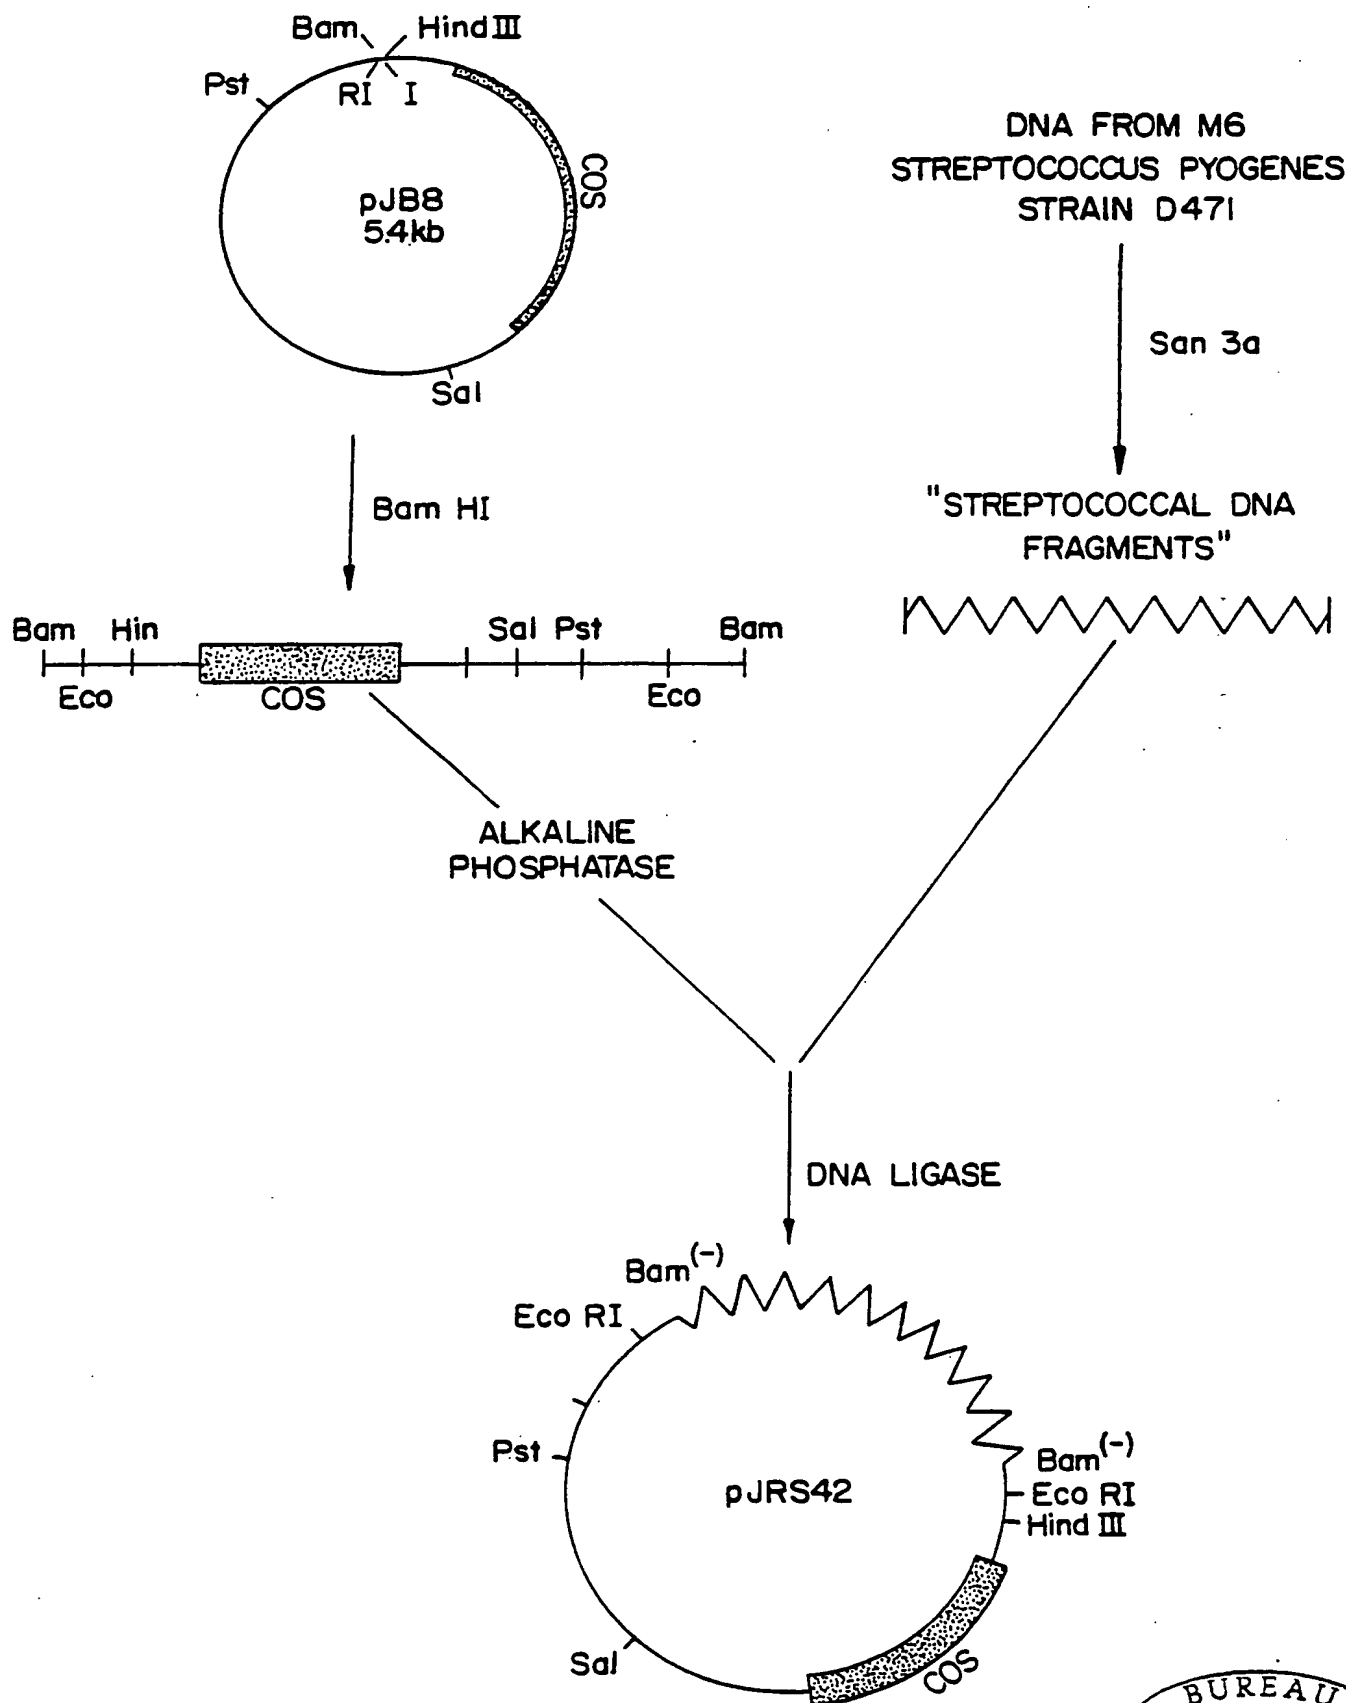 Bam
Hind III
Pst
RI
I
COS
pJB8
5.4kb
Sal
Bam HI
DNA FROM M6
STREPTOCOCCUS PYOGENES
STRAIN D471
San 3a
"STREPTOCOCCAL DNA
FRAGMENTS"
Bam Hin Sal Pst Bam
Eco COS Eco
ALKALINE
PHOSPHATASE
DNA LIGASE
Bam(-)
Eco RI
Pst
pJRS42
Bam(-)
Eco RI
Hind III
Sal
COS
BUREAU